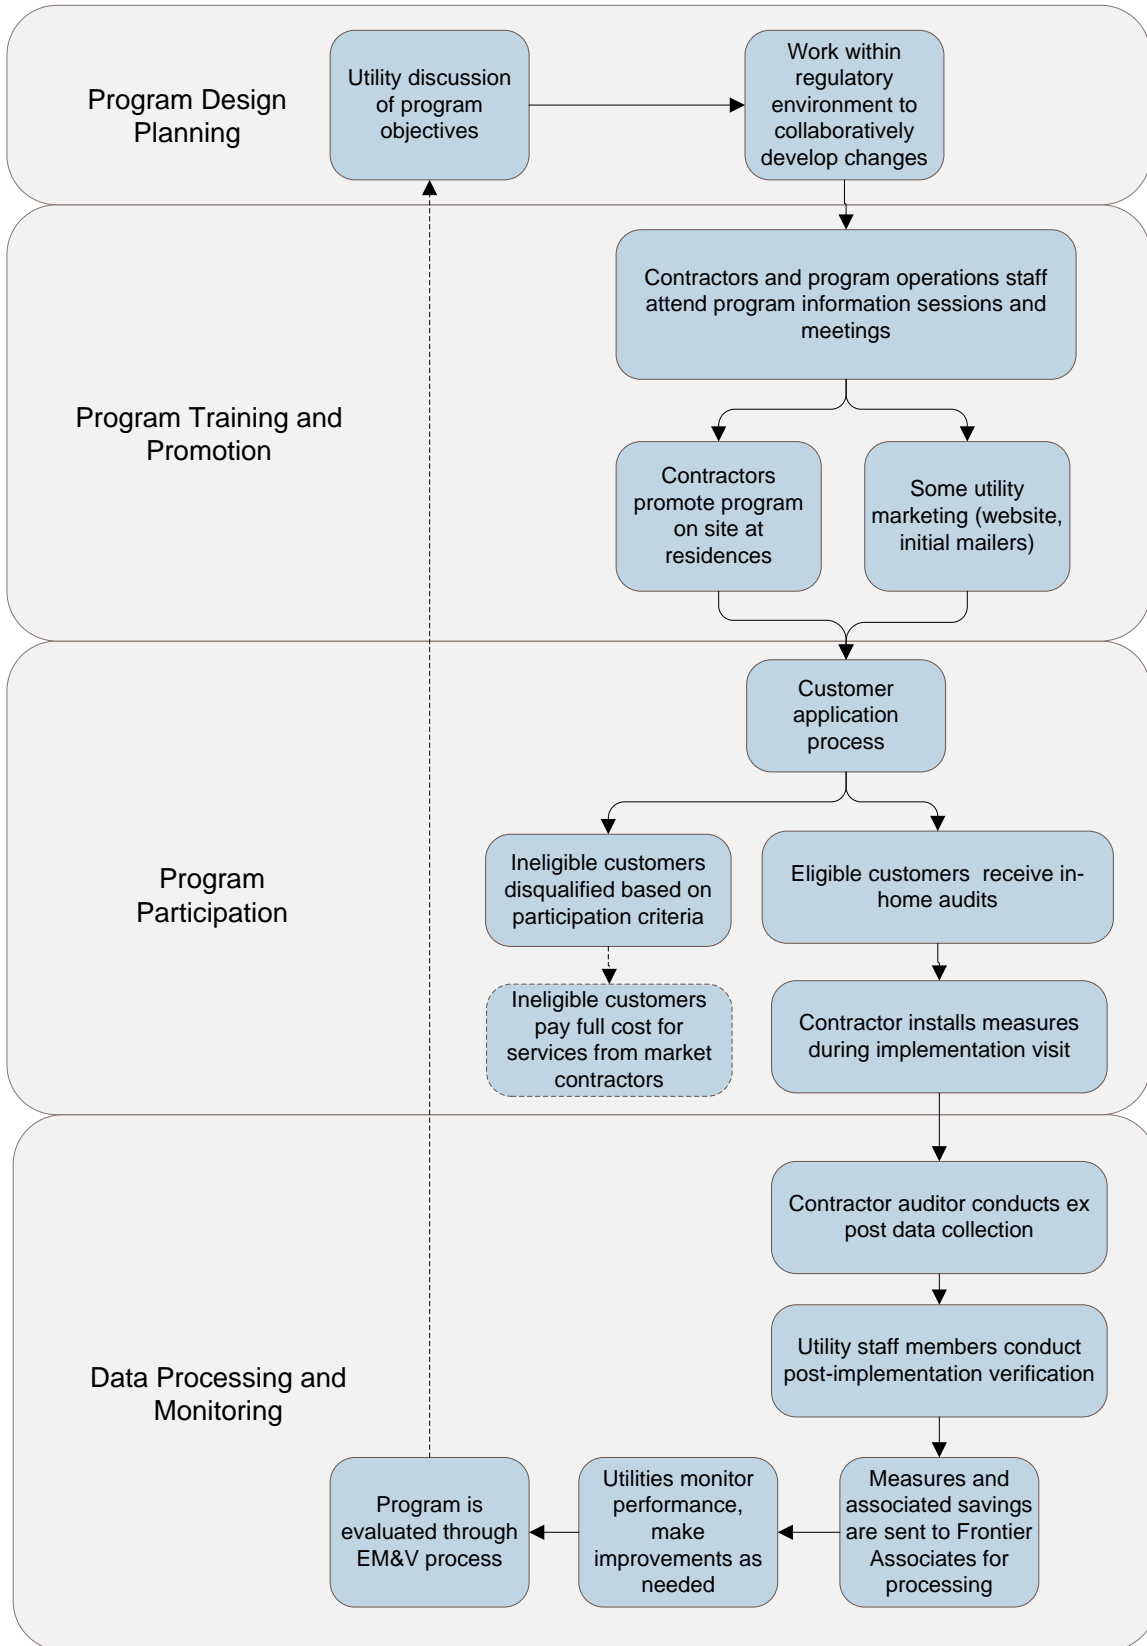 Program Design
Planning
Utility discussion
of program
objectives
Work within
regulatory
environment to
collaboratively
develop changes
Program Training and
Promotion
Contractors and program operations staff
attend program information sessions and
meetings
Contractors
promote program
on site at
residences
Some utility
marketing (website,
initial mailers)
Program
Participation
Customer
application
process
Ineligible customers
disqualified based on
participation criteria
Eligible customers  receive in-
home audits
Ineligible customers
pay full cost for
services from market
contractors
Contractor installs measures
during implementation visit
Data Processing and
Monitoring
Contractor auditor conducts ex
post data collection
Utility staff members conduct
post-implementation verification
Measures and
associated savings
are sent to Frontier
Associates for
processing
Utilities monitor
performance,
make
improvements as
needed
Program is
evaluated through
EM&V process